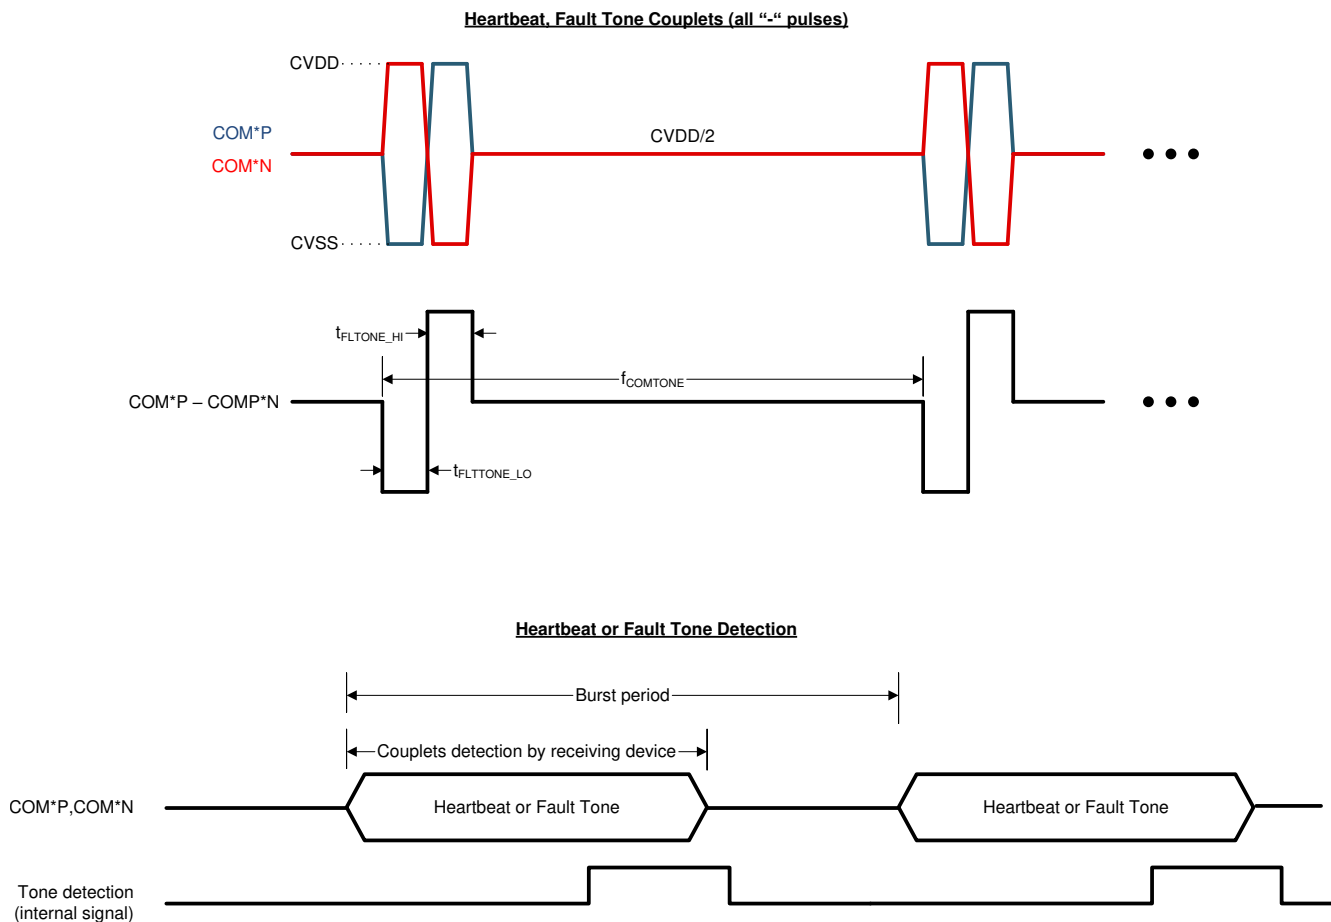 Heartbeat, Fault Tone Couplets (all “-“ pulses)
CVDD
COM*P
COM*N
CVDD/2
CVSS
tFLTONE_HI
fCOMTONE
COM*P – COMP*N
tFLTTONE_LO
Heartbeat or Fault Tone Detection
Burst period
Couplets detection by receiving device
COM*P,COM*N
Heartbeat or Fault Tone
Heartbeat or Fault Tone
Tone detection
(internal signal)